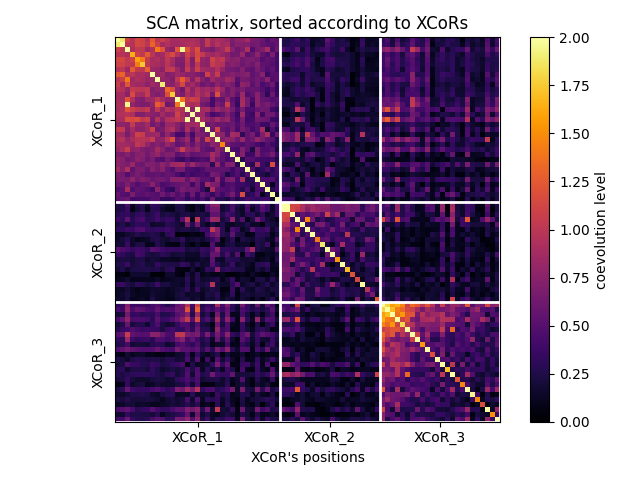 SCA matrix, sorted according to XCoRs
XCoR_1
XCoR_2
XCoR_3
XCoR_1 XCoR_2 XCoR_3
XCoR's positions
2.00
1.75
1.50
1.25
1.00
0.75
0.50
0.25
0.00
coevolution level